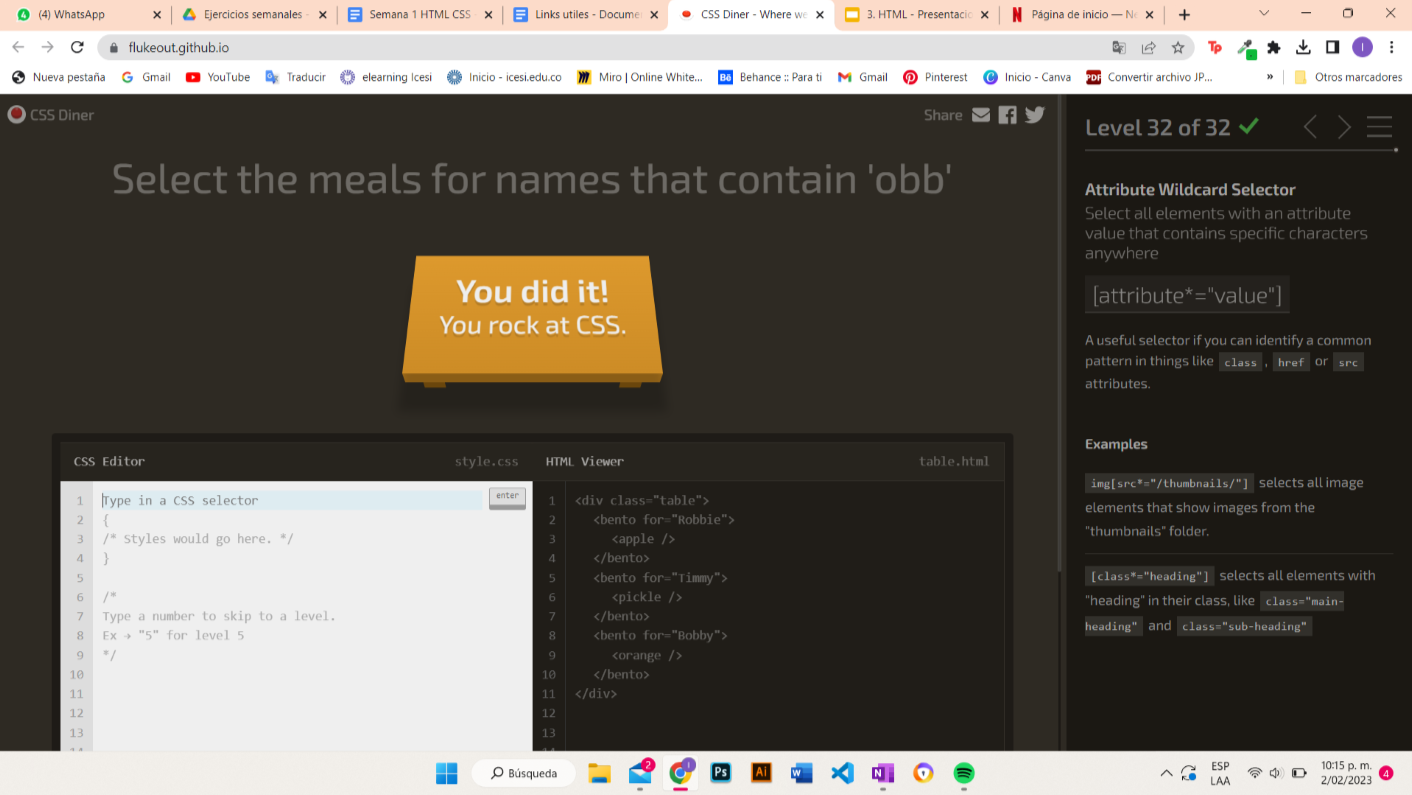 (4) WhatsApp
Ejercicios semanales -
Semana 1 HTML CSS
Links utiles - Documen
CSS Diner - Where we
3. HTML - Presentació
Página de inicio — Ne
flukeout.github.io
Nueva pestaña
Gmail
YouTube
Traducir
elearning Icesi
Inicio - icesi.edu.co
Miro | Online White...
Behance :: Para ti
Gmail
Pinterest
Inicio - Canva
Convertir archivo JP...
»
Otros marcadores
CSS Diner
Share
Select the meals for names that contain 'obb'
You did it!
You rock at CSS.
CSS Editor style.css
1 Type in a CSS selector
enter
2 {
3 /* Styles would go here. */
4 }
5
6 /*
7 Type a number to skip to a level.
8 Ex → "5" for level 5
9 */
10
11
12
13
14
HTML Viewer table.html
1 <div class="table">
2 <bento for="Robbie">
3 <apple />
4 </bento>
5 <bento for="Timmy">
6 <pickle />
7 </bento>
8 <bento for="Bobby">
9 <orange />
10 </bento>
11 </div>
12
13
14
Level 32 of 32
Attribute Wildcard Selector
Select all elements with an attribute
value that contains specific characters
anywhere
[attribute*="value"]
A useful selector if you can identify a common
pattern in things like class , href or src
attributes.
Examples
img[src*="/thumbnails/"] selects all image
elements that show images from the
"thumbnails" folder.
[class*="heading"] selects all elements with
"heading" in their class, like class="main-
heading" and class="sub-heading"
Búsqueda
2
Ps
Ai
ESP
LAA
10:15 p. m.
2/02/2023
4